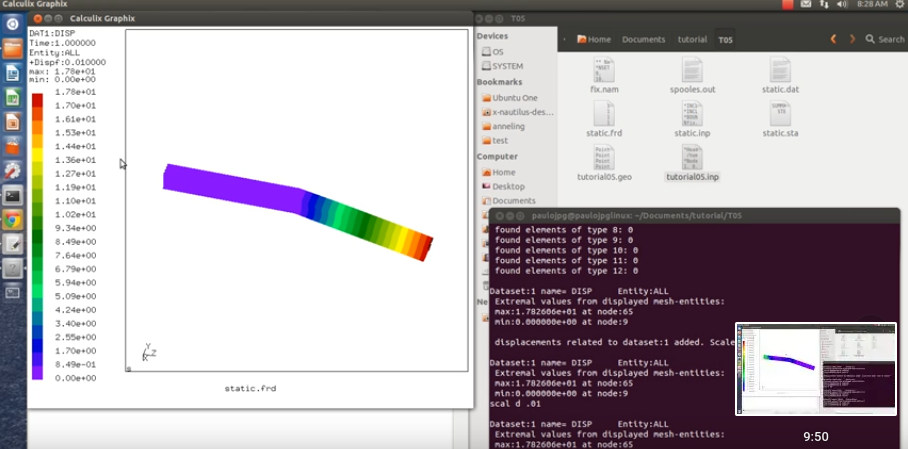 Calculix Graphix
8:28 AM
Calculix Graphix
T05
DAT1:DISP
Time:1.000000
Entity:ALL
+Dispf:0.010000
max: 1.78e+01
min: 0.00e+00
1.78e+01
1.70e+01
1.61e+01
1.53e+01
1.44e+01
1.36e+01
1.27e+01
1.19e+01
1.10e+01
1.02e+01
9.34e+00
8.49e+00
7.64e+00
6.79e+00
5.94e+00
5.09e+00
4.24e+00
3.40e+00
2.55e+00
1.70e+00
8.49e-01
0.00e+00
Y
Z
static.frd
Devices
OS
SYSTEM
Bookmarks
Ubuntu One
x-nautilus-des...
anneling
test
Computer
Home
Desktop
Documents
Ne
Home Documents tutorial T05 Search
fix.nam spooles.out static.dat
static.frd static.inp static.sta
tutorial05.geo tutorial05.inp
paulojpg@paulojpglinux: ~/Documents/tutorial/T05
found elements of type 8: 0
found elements of type 9: 0
found elements of type 10: 0
found elements of type 11: 0
found elements of type 12: 0
Dataset:1 name= DISP Entity:ALL
Extremal values from displayed mesh-entities:
max:1.782606e+01 at node:65
min:0.000000e+00 at node:9
displacements related to dataset:1 added. Scale
Dataset:1 name= DISP Entity:ALL
Extremal values from displayed mesh-entities:
max:1.782606e+01 at node:65
min:0.000000e+00 at node:9
scal d .01
Dataset:1 name= DISP Entity:ALL
Extremal values from displayed mesh-entities:
max:1.782606e+01 at node:65
9:50